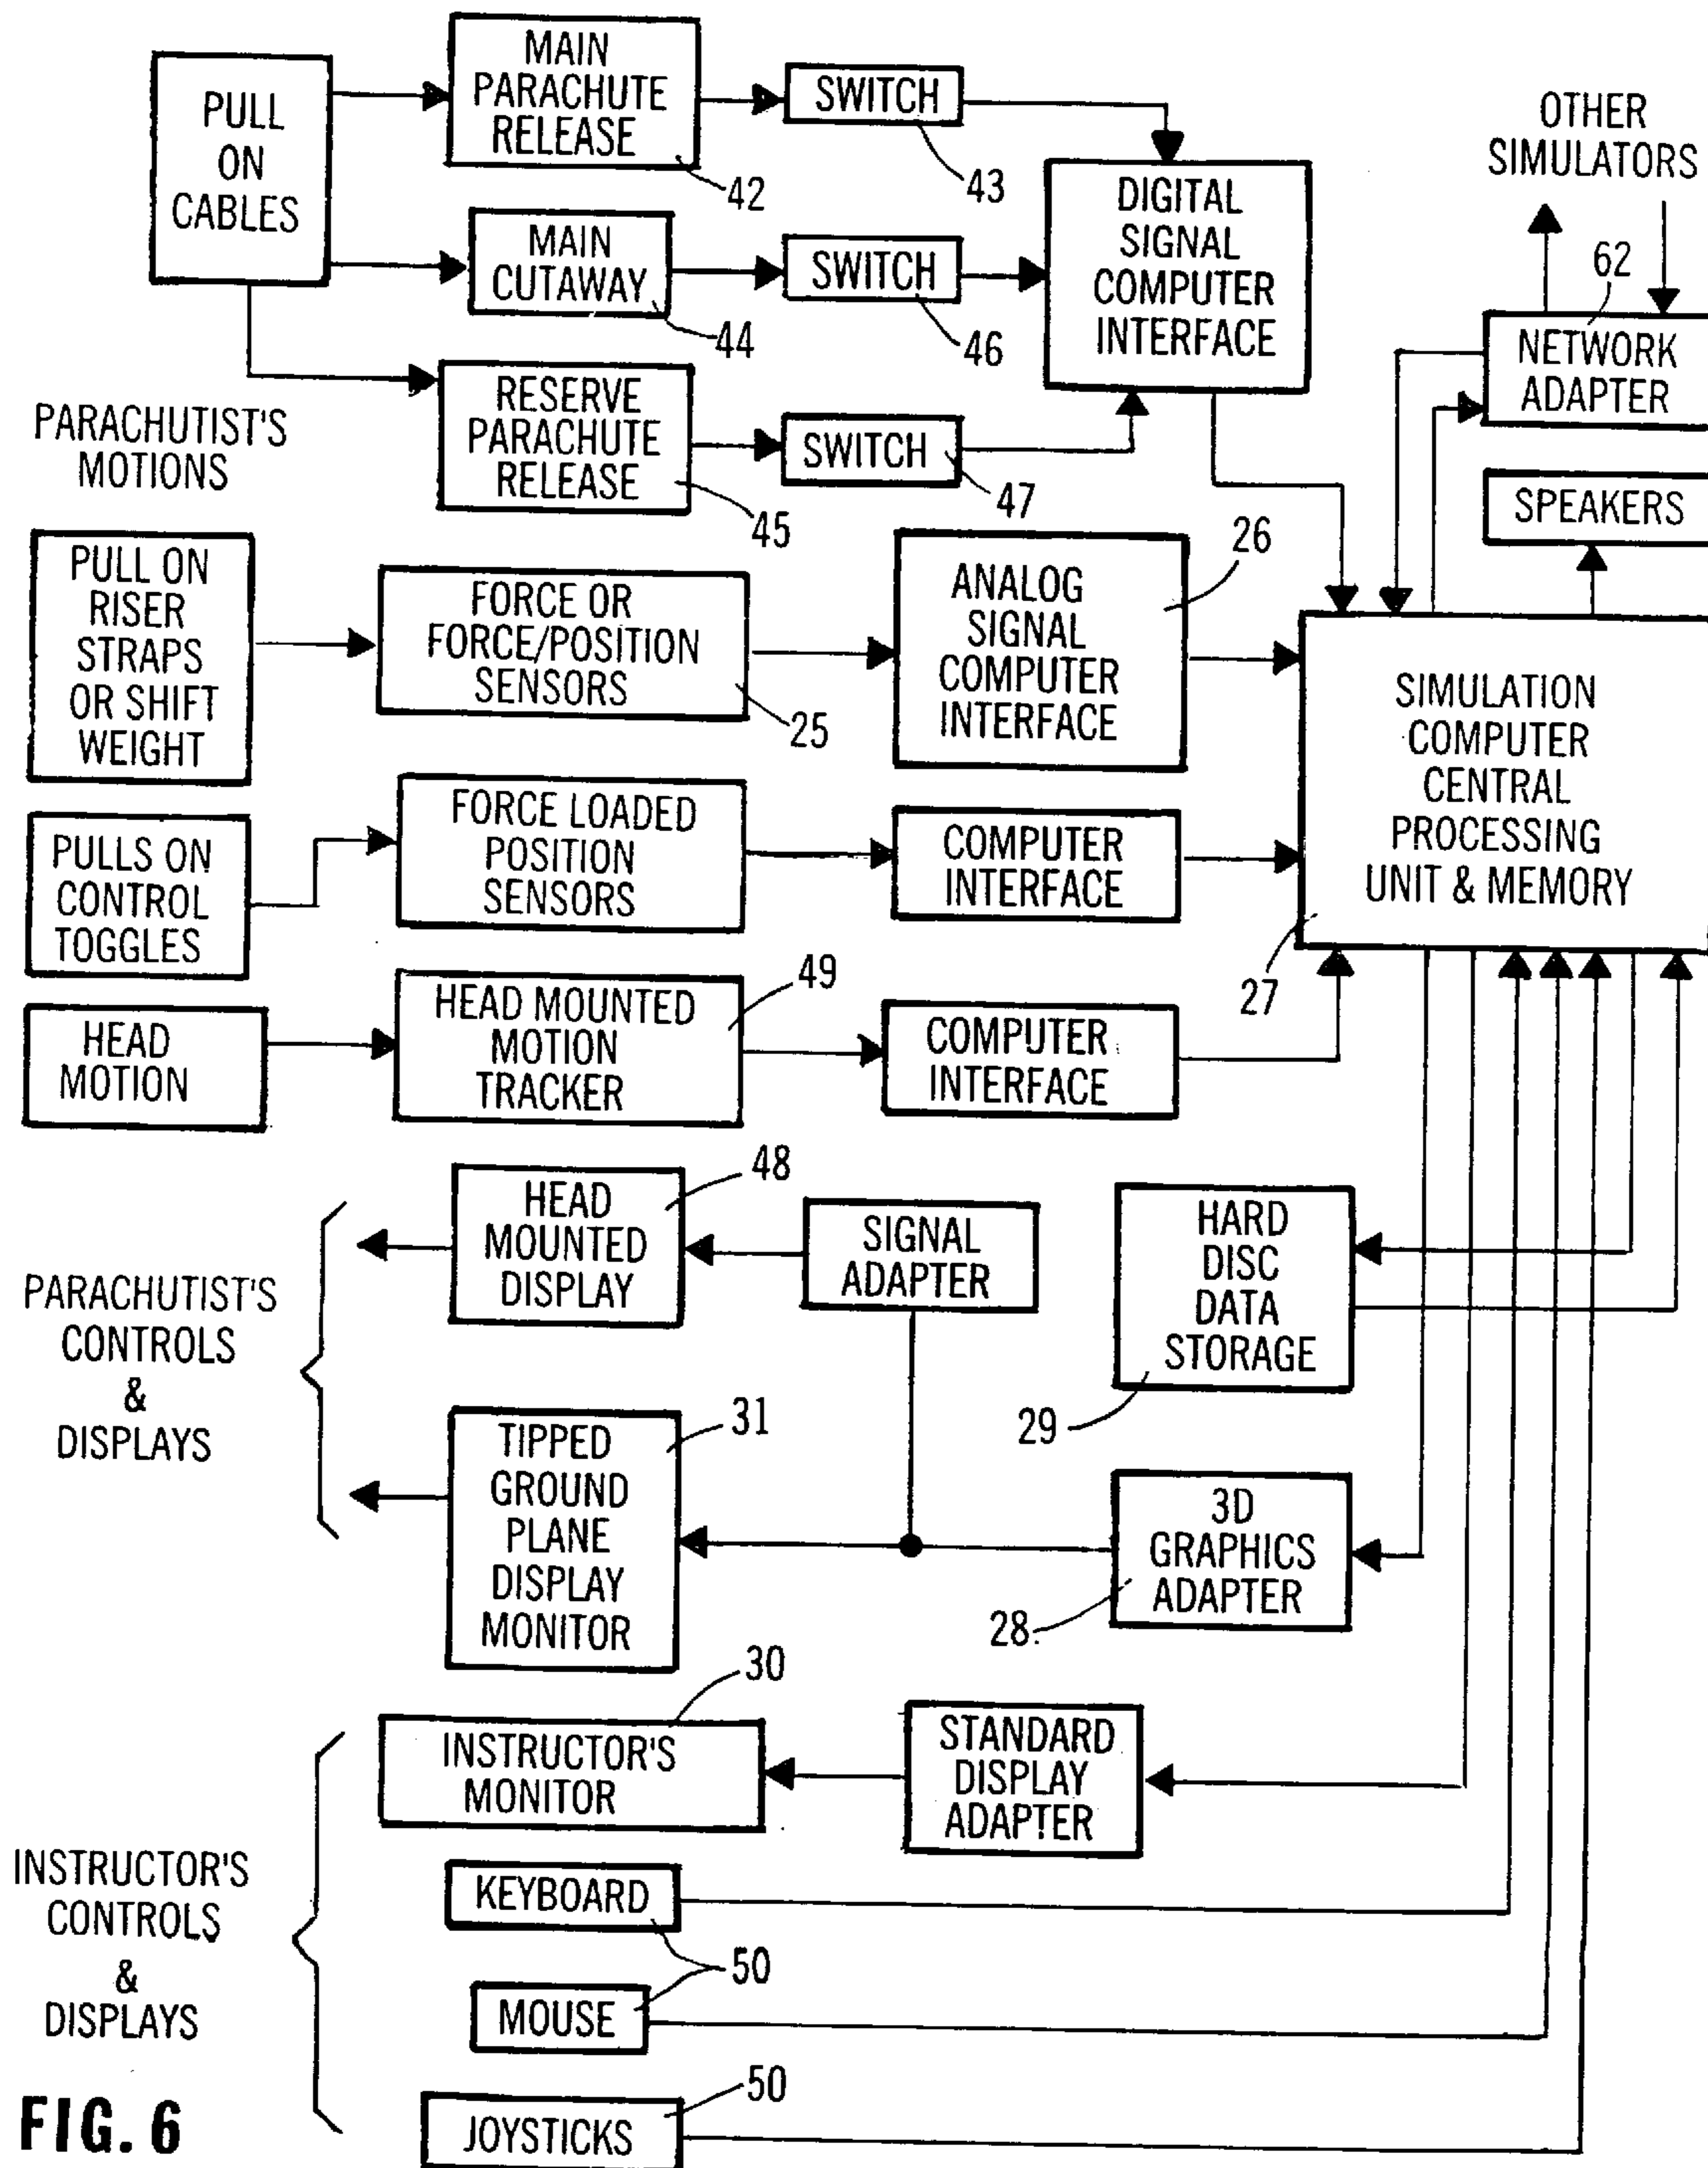 PULL
ON
CABLES
MAIN
PARACHUTE
RELEASE
42
SWITCH
43
DIGITAL
SIGNAL
COMPUTER
INTERFACE
OTHER
SIMULATORS
MAIN
CUTAWAY
44
SWITCH
46
62
NETWORK
ADAPTER
PARACHUTIST'S
MOTIONS
RESERVE
PARACHUTE
RELEASE
45
SWITCH
47
SPEAKERS
PULL ON
RISER
STRAPS
OR SHIFT
WEIGHT
FORCE OR
FORCE/POSITION
SENSORS
25
ANALOG
SIGNAL
COMPUTER
INTERFACE
26
SIMULATION
COMPUTER
CENTRAL
PROCESSING
UNIT & MEMORY
27
PULLS ON
CONTROL
TOGGLES
FORCE LOADED
POSITION
SENSORS
COMPUTER
INTERFACE
HEAD
MOTION
HEAD MOUNTED
MOTION
TRACKER
49
COMPUTER
INTERFACE
PARACHUTIST'S
CONTROLS
&
DISPLAYS
HEAD
MOUNTED
DISPLAY
48
SIGNAL
ADAPTER
HARD
DISC
DATA
STORAGE
29
TIPPED
GROUND
PLANE
DISPLAY
MONITOR
31
3D
GRAPHICS
ADAPTER
28
INSTRUCTOR'S
CONTROLS
&
DISPLAYS
INSTRUCTOR'S
MONITOR
30
STANDARD
DISPLAY
ADAPTER
KEYBOARD
50
MOUSE
JOYSTICKS
50
FIG. 6